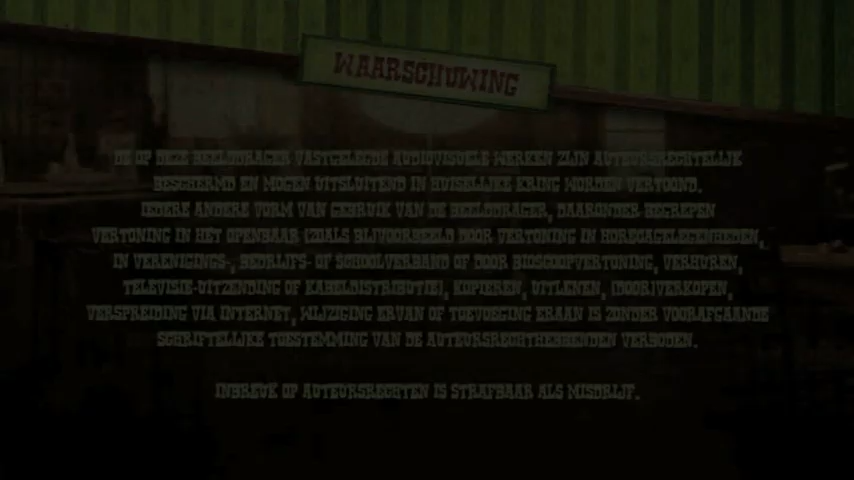 WAARSCHUWING
DE OP DEZE BEELDDRAGER VASTGELEGDE AUDIOVISUELE WERKEN ZIJN AUTEURSRECHTELIJK
BESCHERMD EN MOGEN UITSLUITEND IN HUISELIJKE KRING WORDEN VERTOOND.
IEDERE ANDERE VORM VAN GEBRUIK VAN DE BEELDDRAGER, DAARONDER BEGREPEN
VERTONING IN HET OPENBAAR (ZOALS BIJVOORBEELD DOOR VERTONING IN HORECAGELEGENHEDEN,
IN VERENIGINGS-, BEDRIJFS- OF SCHOOLVERBAND OF DOOR BIOSCOOPVERTONING, VERHUREN,
TELEVISIE-UITZENDING OF KABELDISTRIBUTIE), KOPIEREN, UITLENEN, (DOOR)VERKOPEN,
VERSPREIDING VIA INTERNET, WIJZIGING ERVAN OF TOEVOEGING ERAAN IS ZONDER VOORAFGAANDE
SCHRIFTELIJKE TOESTEMMING VAN DE AUTEURSRECHTHEBBENDEN VERBODEN.
INBREUK OP AUTEURSRECHTEN IS STRAFBAAR ALS MISDRIJF.